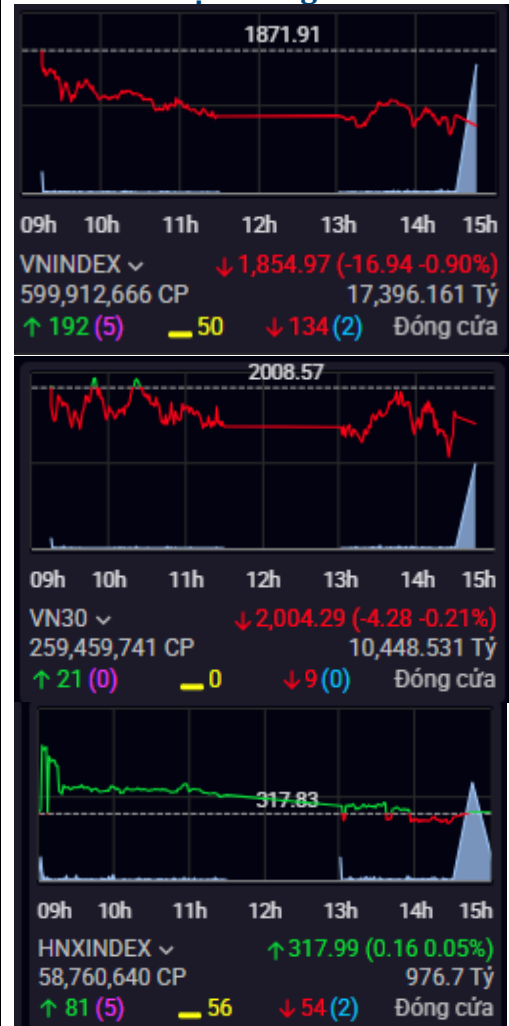 1871.91
09h 10h 11h 12h 13h 14h 15h
VNINDEX ↓ 1,854.97 (-16.94 -0.90%)
599,912,666 CP 17,396.161 Tỷ
↑ 192 (5) 50 ↓ 134 (2) Đóng cửa
2008.57
09h 10h 11h 12h 13h 14h 15h
VN30 ↓ 2,004.29 (-4.28 -0.21%)
259,459,741 CP 10,448.531 Tỷ
↑ 21 (0) 0 ↓ 9 (0) Đóng cửa
317.83
09h 10h 11h 12h 13h 14h 15h
HNXINDEX ↑ 317.99 (0.16 0.05%)
58,760,640 CP 976.7 Tỷ
↑ 81 (5) 56 ↓ 54 (2) Đóng cửa